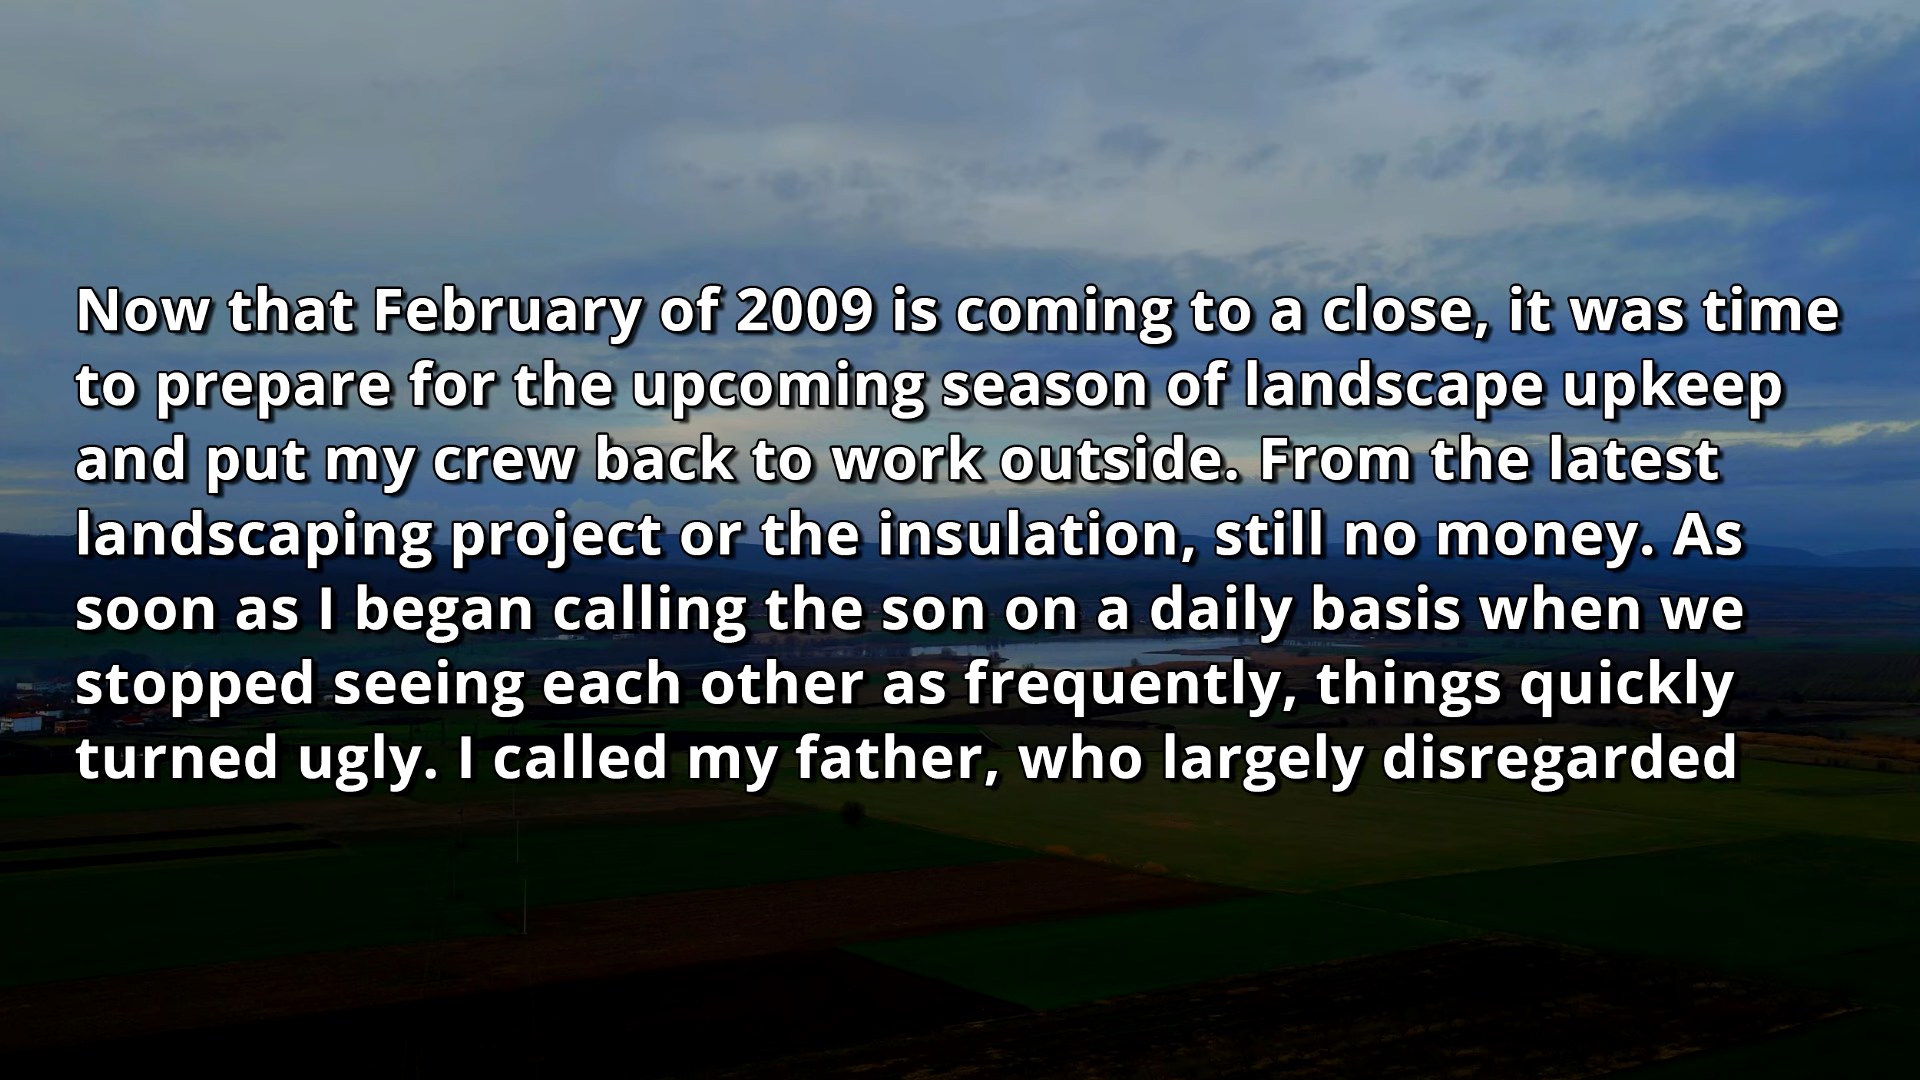 Now that February of 2009 is coming to a close, it was time
to prepare for the upcoming season of landscape upkeep
and put my crew back to work outside. From the latest
landscaping project or the insulation, still no money. As
soon as I began calling the son on a daily basis when we
stopped seeing each other as frequently, things quickly
turned ugly. I called my father, who largely disregarded